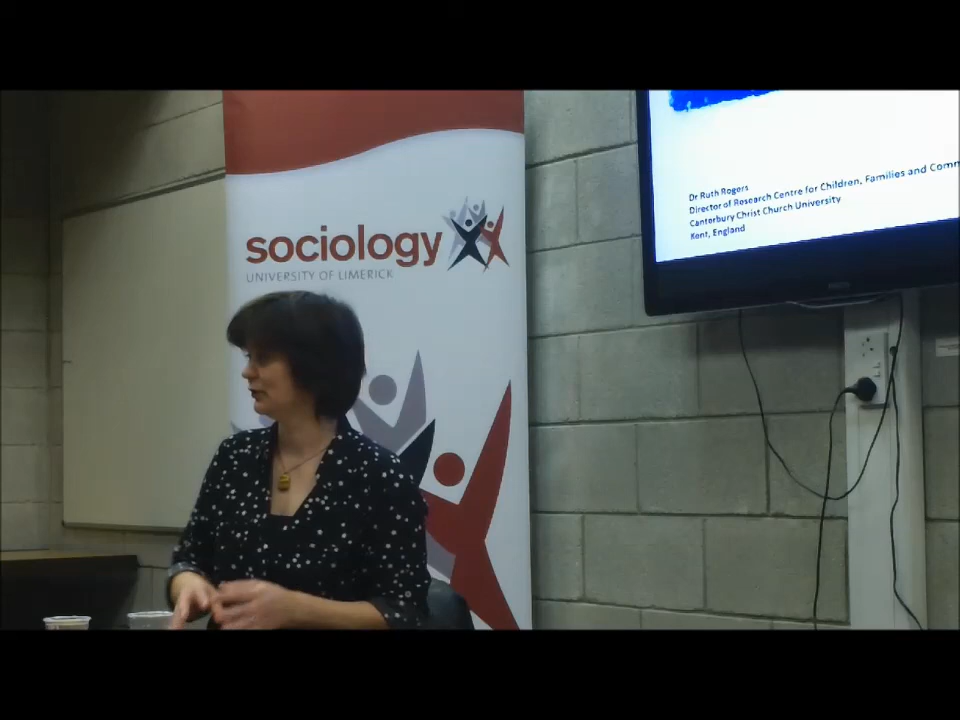 sociology
UNIVERSITY OF LIMERICK
Dr Ruth Rogers
Director of Research Centre for Children, Families and Comm
Canterbury Christ Church University
Kent, England